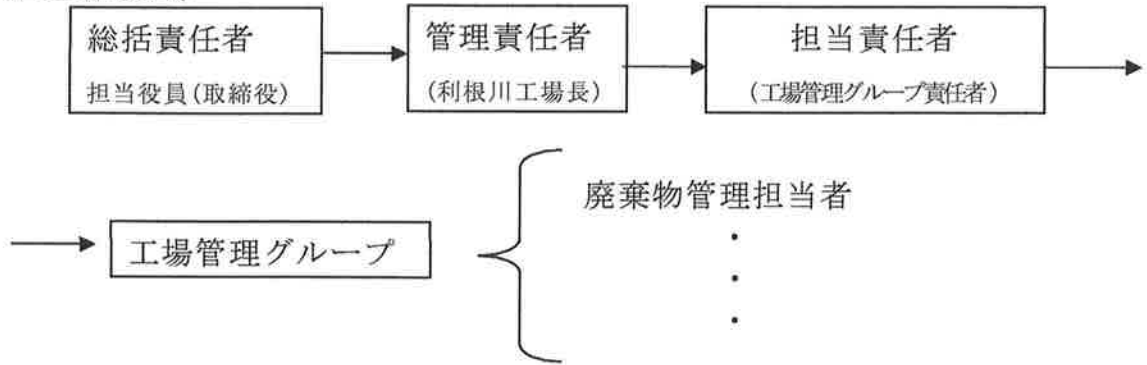 総括責任者
担当役員(取締役)
管理責任者
(利根川工場長)
担当責任者
(工場管理グループ責任者)
工場管理グループ
廃棄物管理担当者
・
・
・